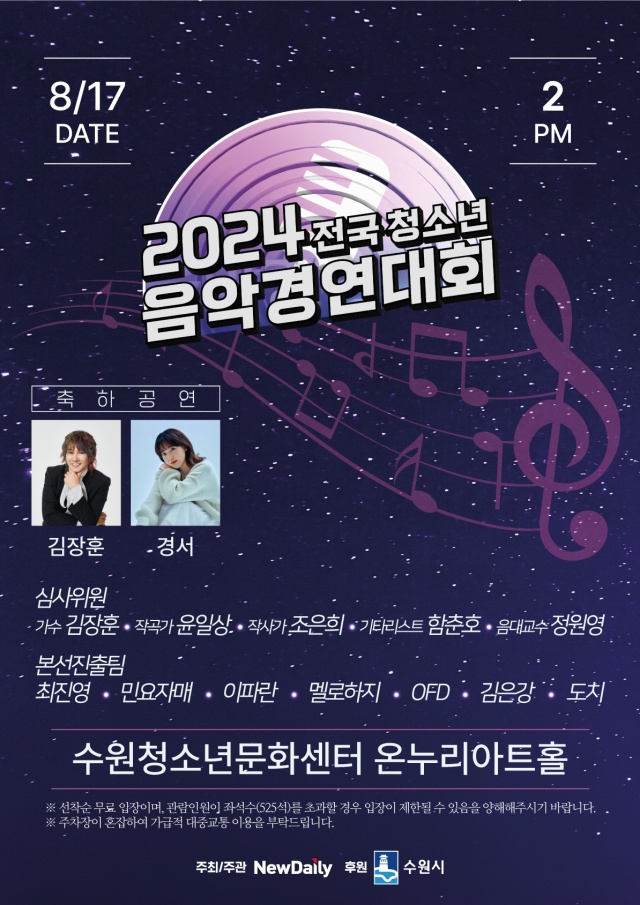 8/17
DATE
2
PM
2024 전국 청소년
음악경연대회
축하공연
김장훈
경서
심사위원
가수 김장훈 • 작곡가 윤일상 • 작사가 조은희 • 기타리스트 함춘호 • 음대교수 정원영
본선진출팀
최진영 • 민요자매 • 이파란 • 멜로하지 • OFD • 김은강 • 도치
수원청소년문화센터 온누리아트홀
※ 선착순 무료 입장이며, 관람인원이 좌석수(525석)를 초과할 경우 입장이 제한될 수 있음을 양해해주시기 바랍니다.
※ 주차장이 혼잡하여 가급적 대중교통 이용을 부탁드립니다.
주최/주관 NewDaily 후원 수원시